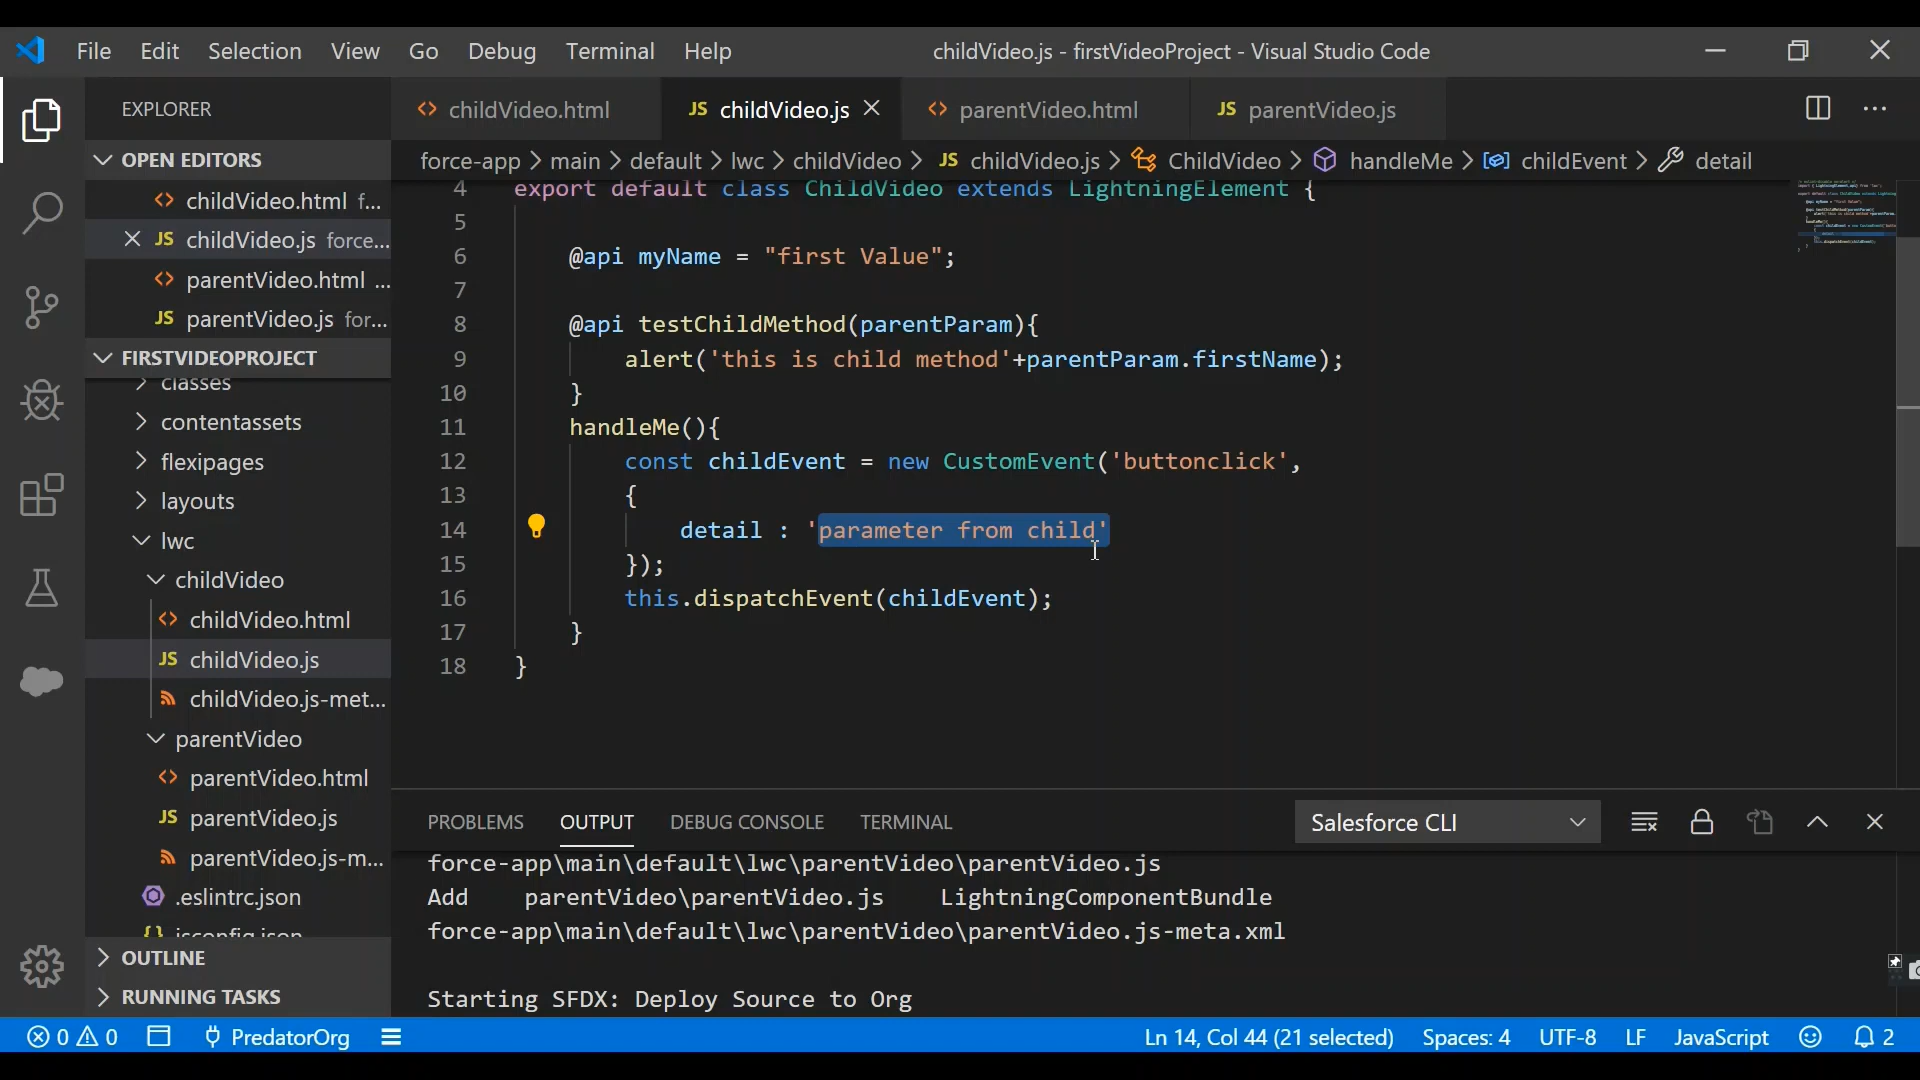 File Edit Selection View Go Debug Terminal Help childVideo.js - firstVideoProject - Visual Studio Code
EXPLORER
childVideo.html JS childVideo.js parentVideo.html JS parentVideo.js
OPEN EDITORS
force-app > main > default > lwc > childVideo > JS childVideo.js > ChildVideo > handleMe > childEvent > detail
childVideo.html f...
JS childVideo.js force...
parentVideo.html ...
JS parentVideo.js for...
FIRSTVIDEOPROJECT
classes
contentassets
flexipages
layouts
lwc
childVideo
childVideo.html
JS childVideo.js
childVideo.js-met...
parentVideo
parentVideo.html
JS parentVideo.js
parentVideo.js-m...
.eslintrc.json
{} jsconfig.json
OUTLINE
RUNNING TASKS
4 export default class ChildVideo extends LightningElement {
5
6 @api myName = "first Value";
7
8 @api testChildMethod(parentParam){
9 alert('this is child method'+parentParam.firstName);
10 }
11 handleMe(){
12 const childEvent = new CustomEvent('buttonclick',
13 {
14 detail : 'parameter from child'
15 });
16 this.dispatchEvent(childEvent);
17 }
18 }
PROBLEMS OUTPUT DEBUG CONSOLE TERMINAL Salesforce CLI
force-app\main\default\lwc\parentVideo\parentVideo.js
Add parentVideo\parentVideo.js LightningComponentBundle
force-app\main\default\lwc\parentVideo\parentVideo.js-meta.xml
Starting SFDX: Deploy Source to Org
0 0 PredatorOrg Ln 14, Col 44 (21 selected) Spaces: 4 UTF-8 LF JavaScript 2